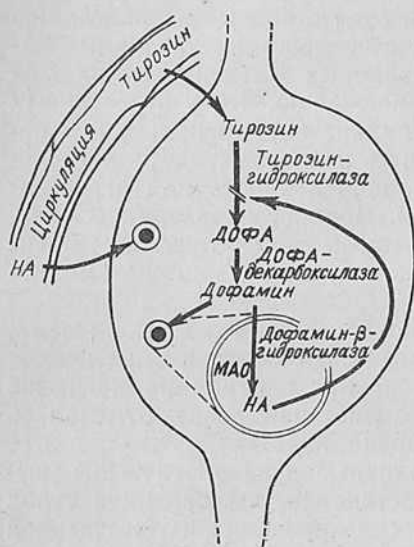 Тирозин
Циркуляция
НА
Тирозин
Тирозин-
гидроксилаза
ДОФА
ДОФА-
декарбоксилаза
Дофамин
Дофамин-β-
гидроксилаза
МАО
НА